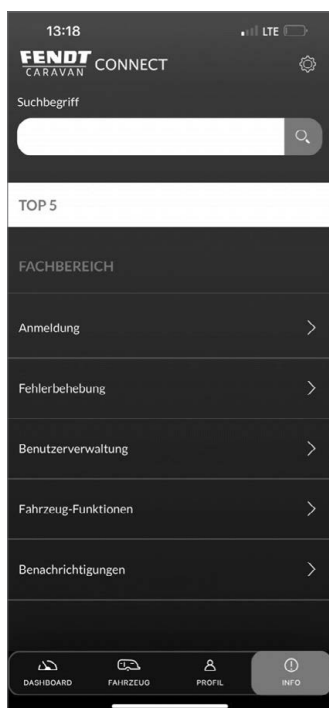 13:18
LTE
FENDT
CARAVAN CONNECT
Suchbegriff
TOP 5
FACHBEREICH
Anmeldung
Fehlerbehebung
Benutzerverwaltung
Fahrzeug-Funktionen
Benachrichtigungen
DASHBOARD FAHRZEUG PROFIL INFO